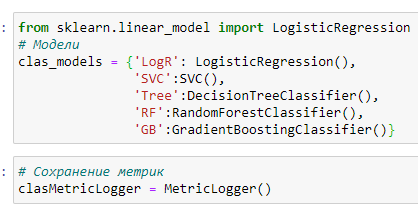 : from sklearn.linear_model import LogisticRegression
# Модели
clas_models = {'LogR': LogisticRegression(),
'SVC':SVC(),
'Tree':DecisionTreeClassifier(),
'RF':RandomForestClassifier(),
'GB':GradientBoostingClassifier()}
: # Сохранение метрик
clasMetricLogger = MetricLogger()